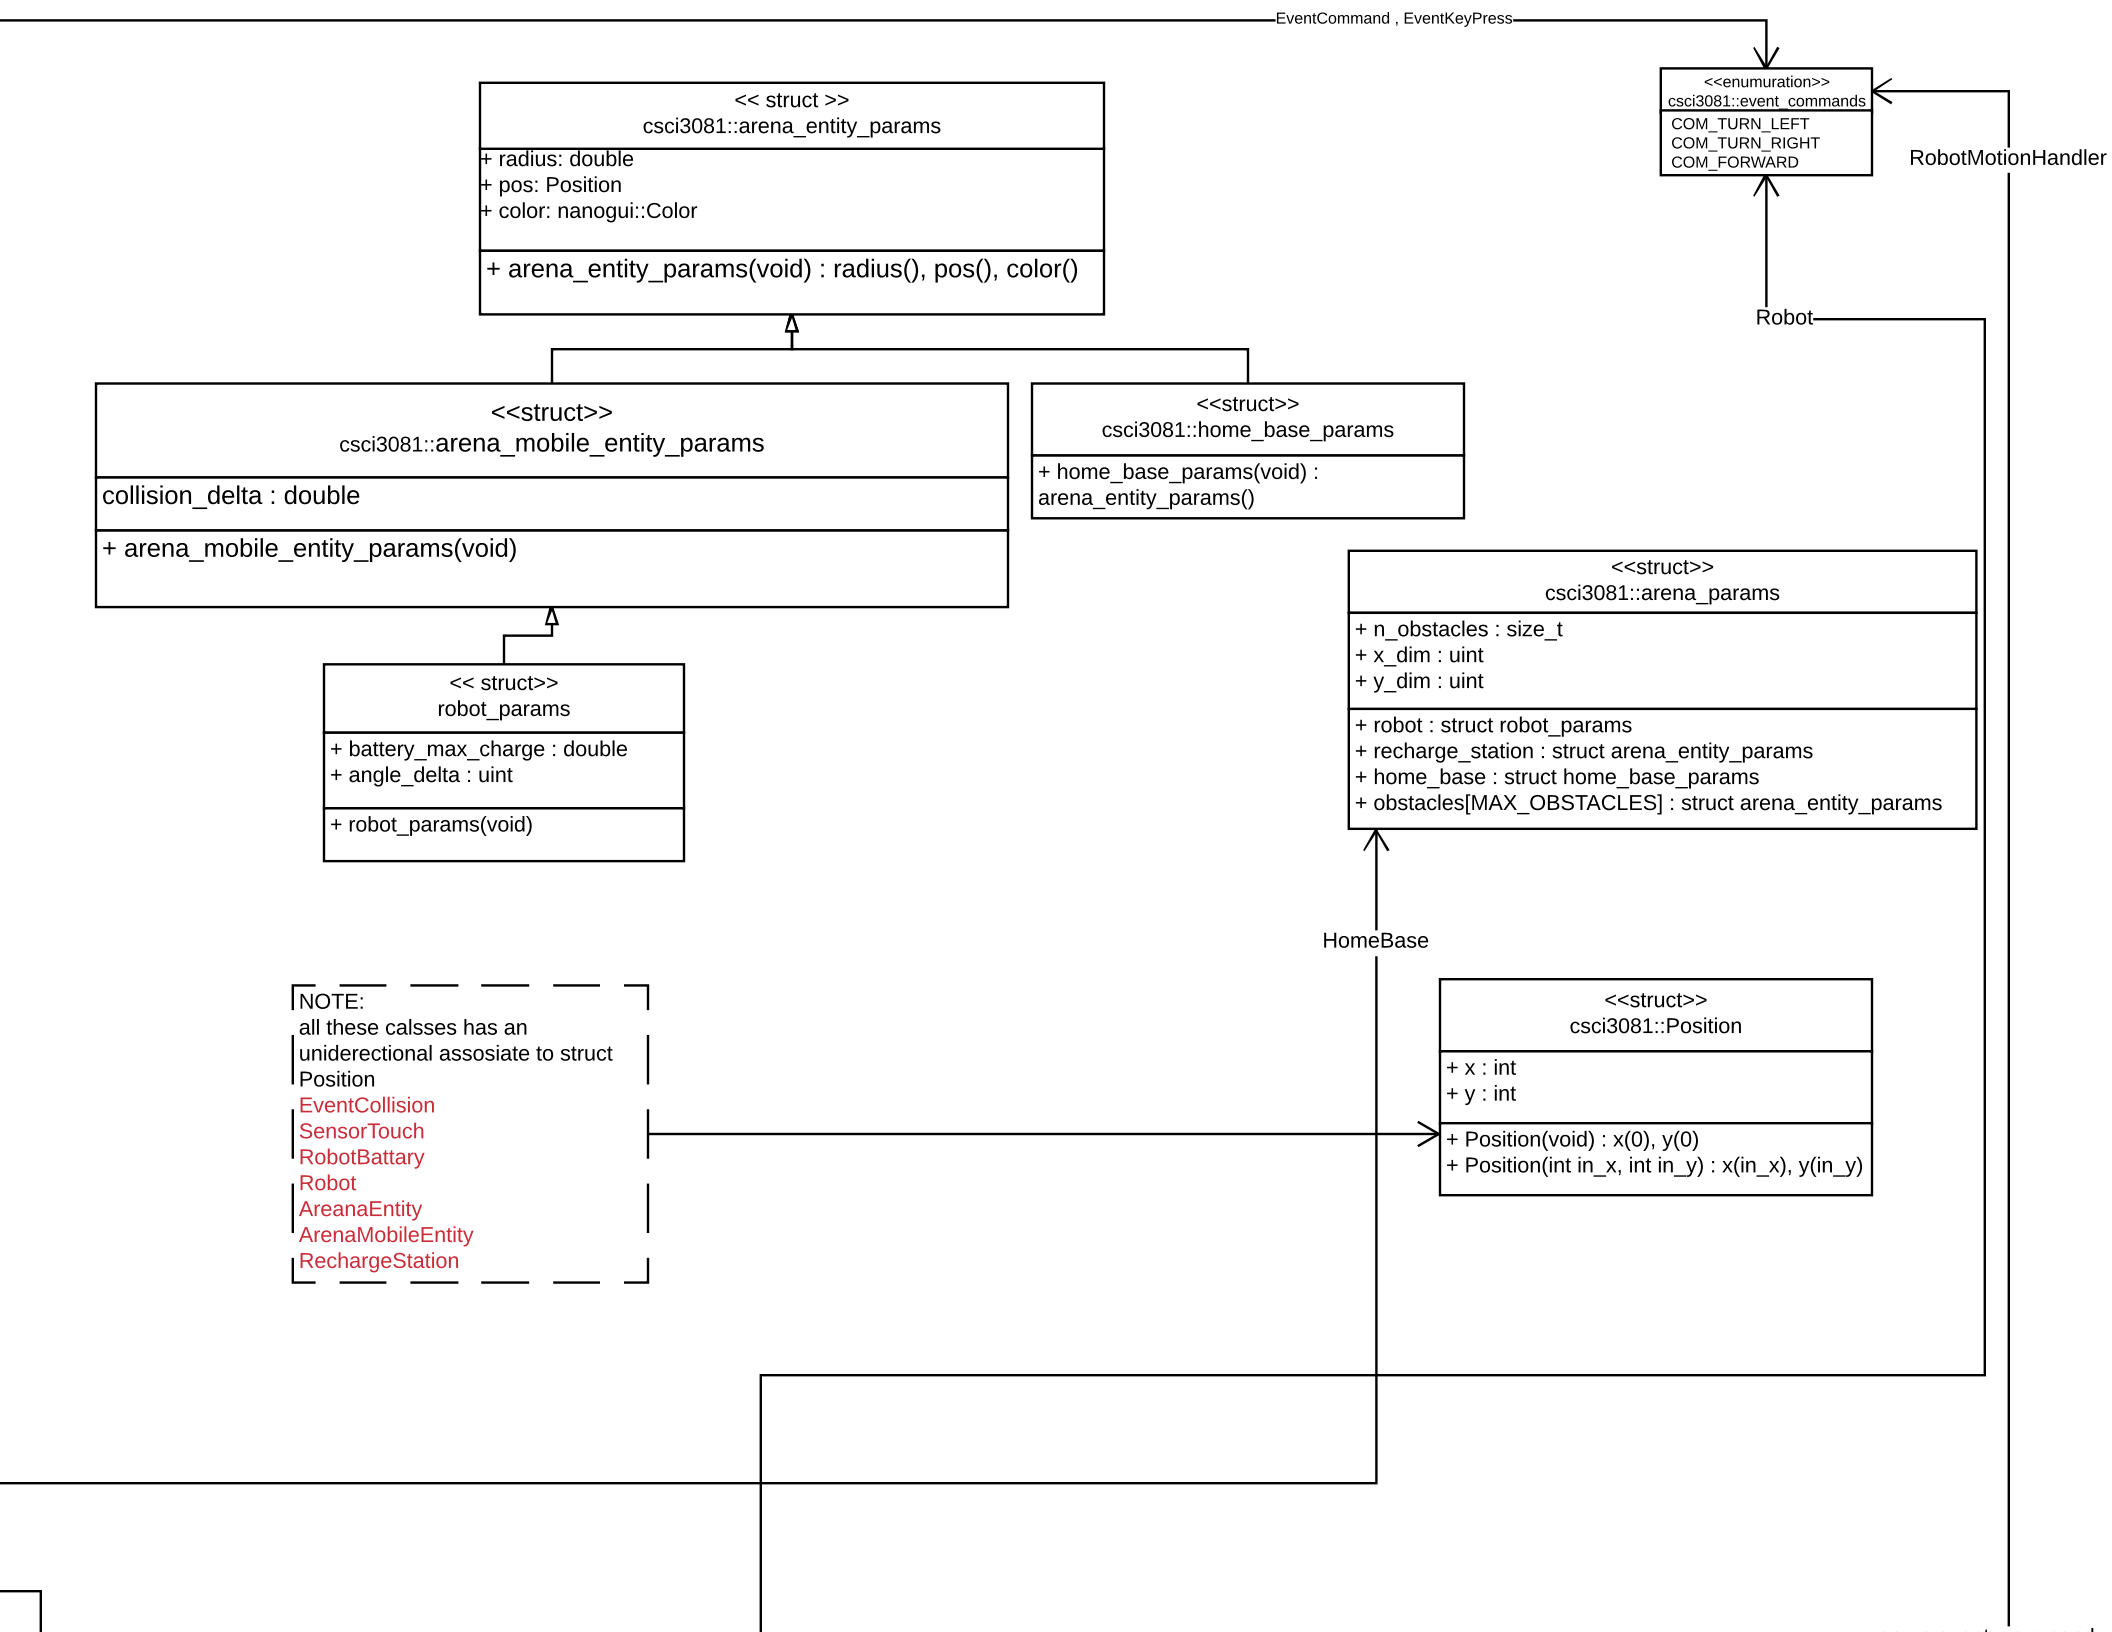 EventCommand , EventKeyPress
<<enumuration>>
csci3081::event_commands
COM_TURN_LEFT
COM_TURN_RIGHT
COM_FORWARD
RobotMotionHandler
Robot
<< struct >>
csci3081::arena_entity_params
+ radius: double
+ pos: Position
+ color: nanogui::Color
+ arena_entity_params(void) : radius(), pos(), color()
<<struct>>
csci3081::arena_mobile_entity_params
collision_delta : double
+ arena_mobile_entity_params(void)
<<struct>>
csci3081::home_base_params
+ home_base_params(void) :
arena_entity_params()
<<struct>>
csci3081::arena_params
+ n_obstacles : size_t
+ x_dim : uint
+ y_dim : uint
+ robot : struct robot_params
+ recharge_station : struct arena_entity_params
+ home_base : struct home_base_params
+ obstacles[MAX_OBSTACLES] : struct arena_entity_params
<< struct>>
robot_params
+ battery_max_charge : double
+ angle_delta : uint
+ robot_params(void)
HomeBase
NOTE:
all these calsses has an
uniderectional assosiate to struct
Position
EventCollision
SensorTouch
RobotBattary
Robot
AreanaEntity
ArenaMobileEntity
RechargeStation
<<struct>>
csci3081::Position
+ x : int
+ y : int
+ Position(void) : x(0), y(0)
+ Position(int in_x, int in_y) : x(in_x), y(in_y)